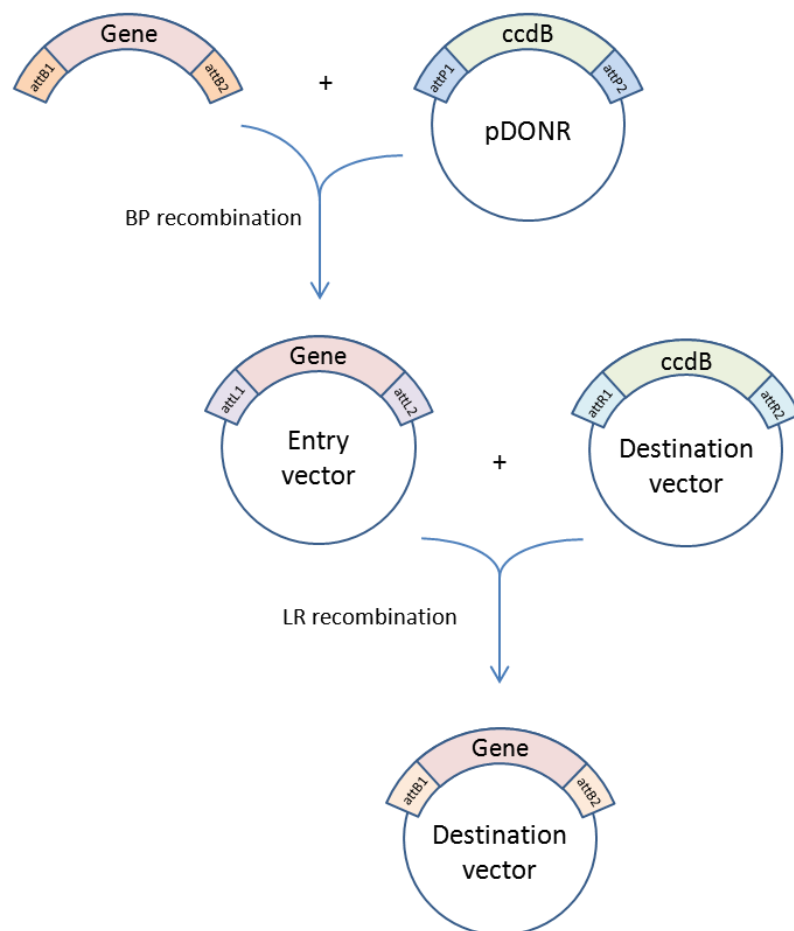 Gene
attB1
attB2
+
ccdB
attP1
attP2
pDONR
BP recombination
Gene
attL1
attL2
Entry
vector
+
ccdB
attR1
attR2
Destination
vector
LR recombination
Gene
attB1
attB2
Destination
vector